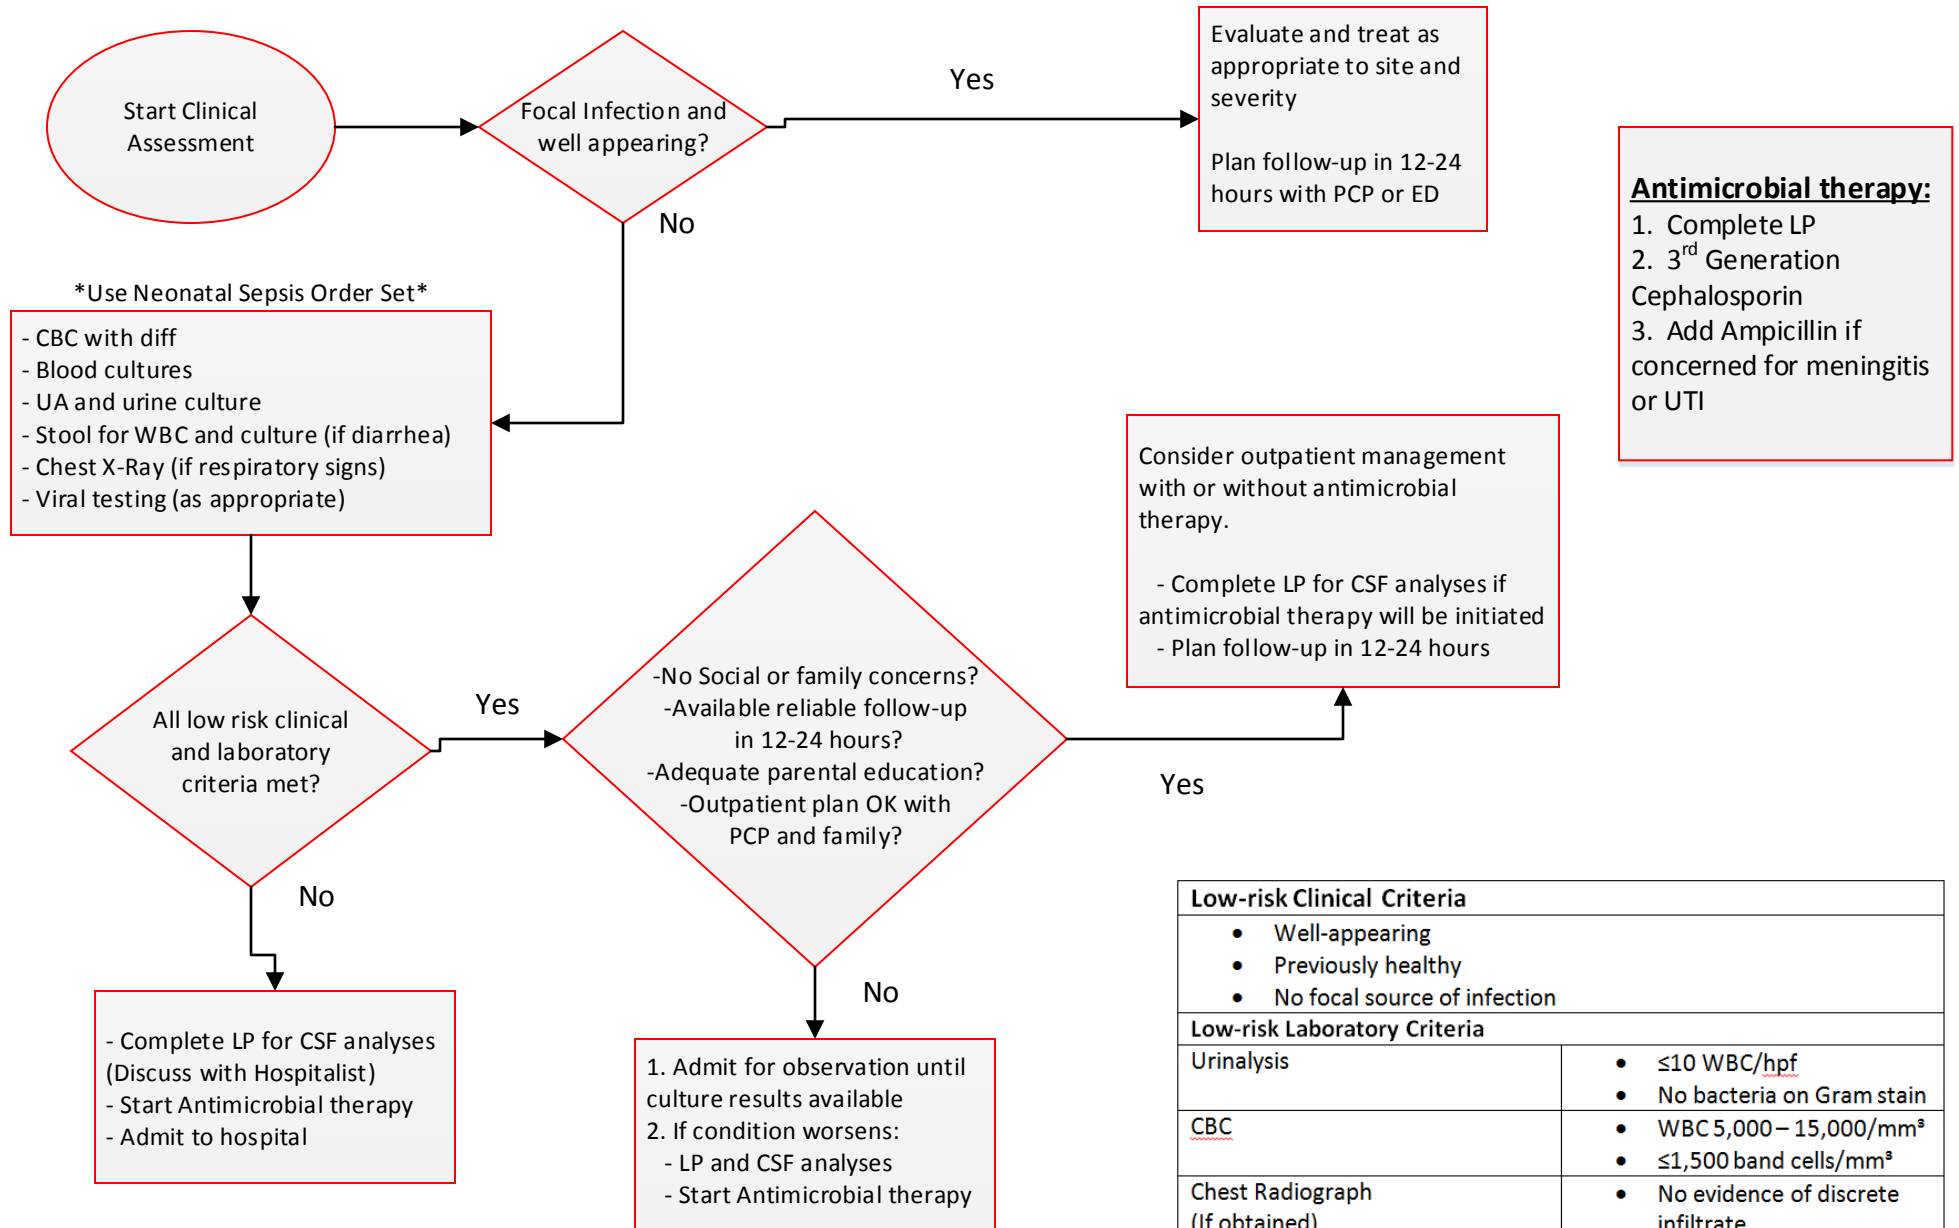 Start Clinical
Assessment
Focal Infection and
well appearing?
Yes
Evaluate and treat as
appropriate to site and
severity
Plan follow-up in 12-24
hours with PCP or ED
No
Antimicrobial therapy:
1. Complete LP
2. 3rd Generation
Cephalosporin
3. Add Ampicillin if
concerned for meningitis
or UTI
*Use Neonatal Sepsis Order Set*
- CBC with diff
- Blood cultures
- UA and urine culture
- Stool for WBC and culture (if diarrhea)
- Chest X-Ray (if respiratory signs)
- Viral testing (as appropriate)
All low risk clinical
and laboratory
criteria met?
Yes
-No Social or family concerns?
-Available reliable follow-up
in 12-24 hours?
-Adequate parental education?
-Outpatient plan OK with
PCP and family?
Yes
Consider outpatient management
with or without antimicrobial
therapy.
- Complete LP for CSF analyses if
antimicrobial therapy will be initiated
- Plan follow-up in 12-24 hours
No
- Complete LP for CSF analyses
(Discuss with Hospitalist)
- Start Antimicrobial therapy
- Admit to hospital
No
1. Admit for observation until
culture results available
2. If condition worsens:
- LP and CSF analyses
- Start Antimicrobial therapy
Low-risk Clinical Criteria
• Well-appearing
• Previously healthy
• No focal source of infection
Low-risk Laboratory Criteria
Urinalysis
• ≤10 WBC/hpf
• No bacteria on Gram stain
CBC
• WBC 5,000 – 15,000/mm³
• ≤1,500 band cells/mm³
Chest Radiograph
(If obtained)
• No evidence of discrete
infiltrate